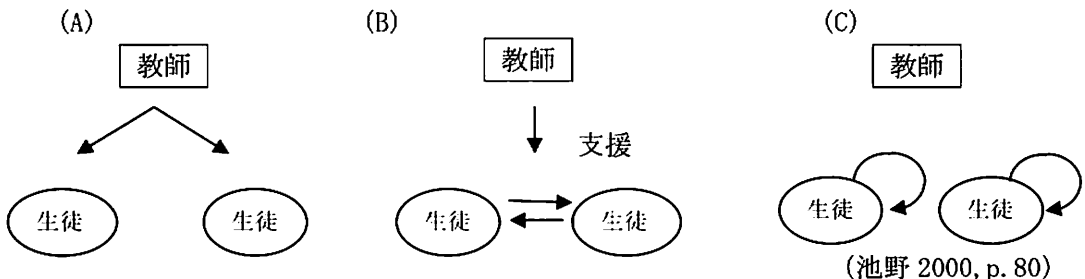 (A)
教師
生徒 生徒
(B)
教師
支援
生徒 生徒
(C)
教師
生徒 生徒
(池野 2000, p. 80)